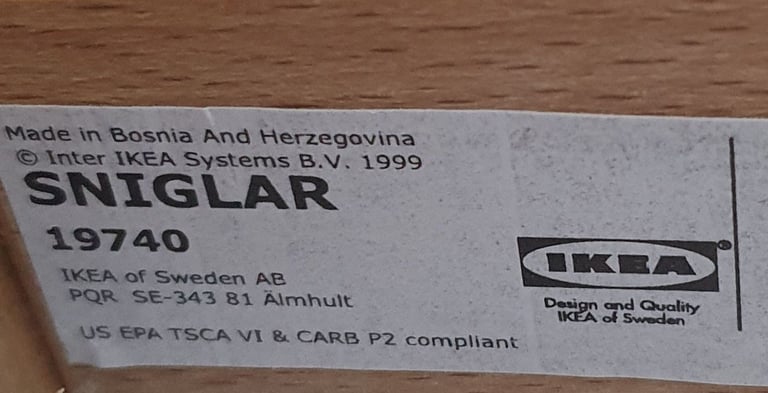 Made in Bosnia And Herzegovina
© Inter IKEA Systems B.V. 1999
SNIGLAR
19740
IKEA of Sweden AB
PQR SE-343 81 Älmhult
US EPA TSCA VI & CARB P2 compliant
IKEA®
Design and Quality
IKEA of Sweden